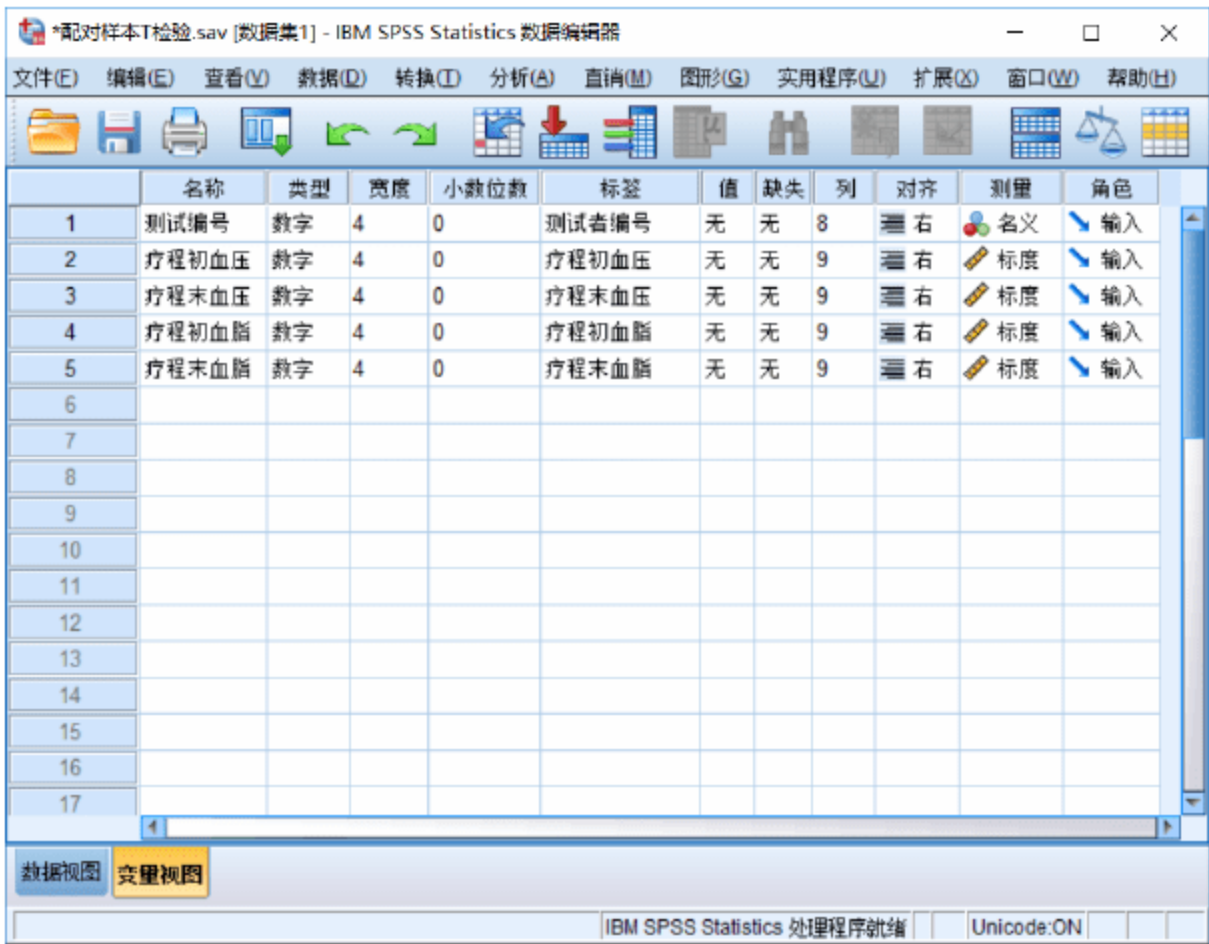 *配对样本T检验.sav [数据集1] - IBM SPSS Statistics 数据编辑器
文件(F) 编辑(E) 查看(V) 数据(D) 转换(T) 分析(A) 直销(M) 图形(G) 实用程序(U) 扩展(X) 窗口(W) 帮助(H)
名称 类型 宽度 小数位数 标签 值 缺失 列 对齐 测量 角色
1 测试编号 数字 4 0 测试者编号 无 无 8 右 名义 输入
2 疗程初血压 数字 4 0 疗程初血压 无 无 9 右 标度 输入
3 疗程末血压 数字 4 0 疗程末血压 无 无 9 右 标度 输入
4 疗程初血脂 数字 4 0 疗程初血脂 无 无 9 右 标度 输入
5 疗程末血脂 数字 4 0 疗程末血脂 无 无 9 右 标度 输入
6
7
8
9
10
11
12
13
14
15
16
17
数据视图 变量视图
IBM SPSS Statistics 处理程序就绪 Unicode:ON